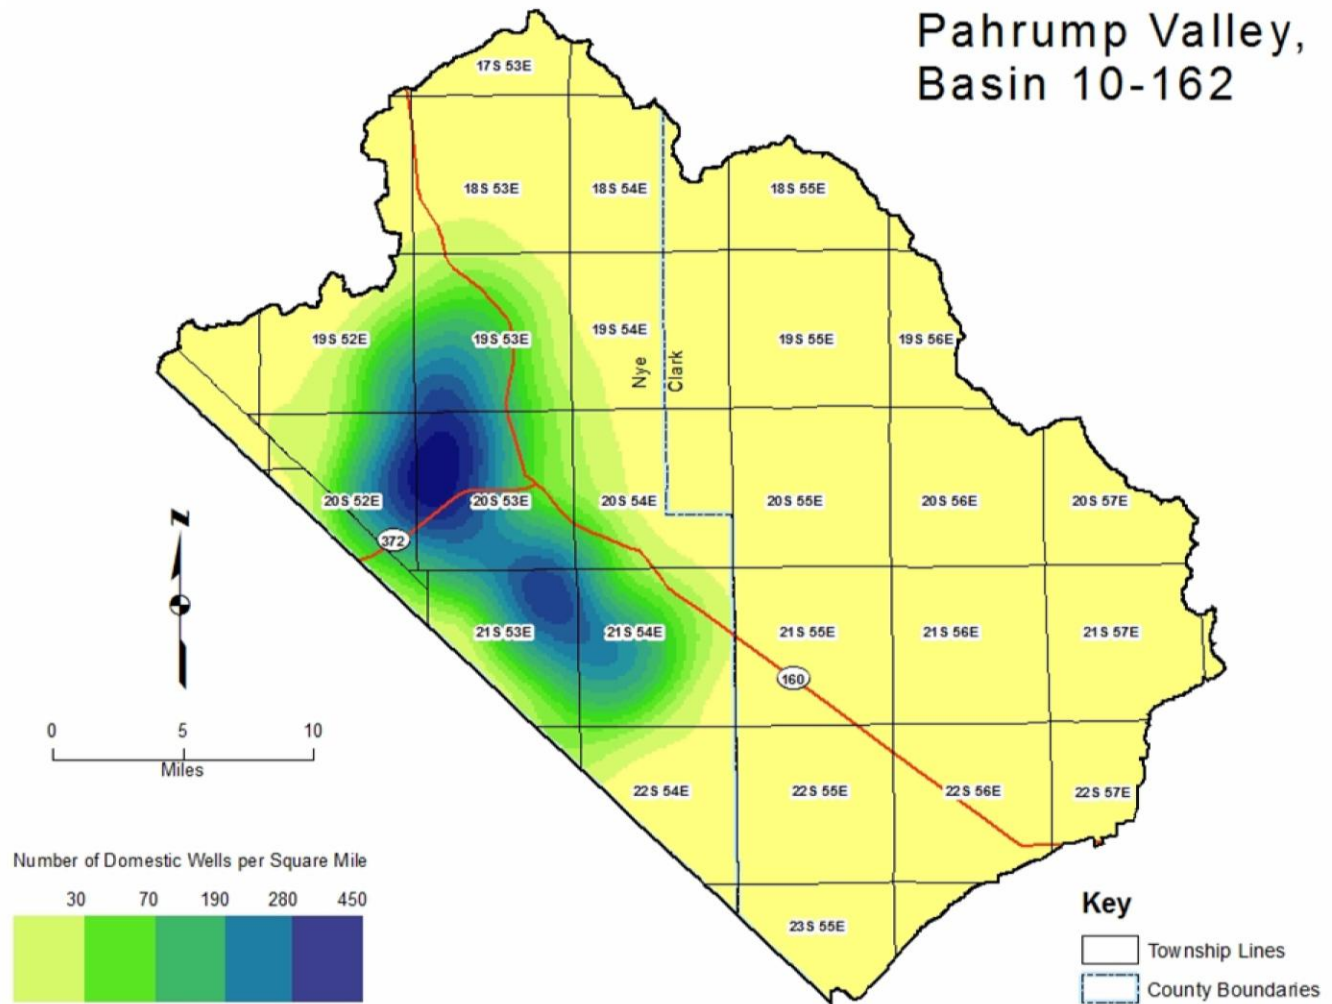 Pahrump Valley,
Basin 10-162
17S 53E
18S 53E
18S 54E
18S 55E
19S 52E
19S 53E
19S 54E
19S 55E
19S 56E
Nye
Clark
20S 52E
20S 53E
20S 54E
20S 55E
20S 56E
20S 57E
372
21S 53E
21S 54E
21S 55E
21S 56E
21S 57E
160
22S 54E
22S 55E
22S 56E
22S 57E
23S 55E
N
0 5 10
Miles
Number of Domestic Wells per Square Mile
30 70 190 280 450
Key
Township Lines
County Boundaries